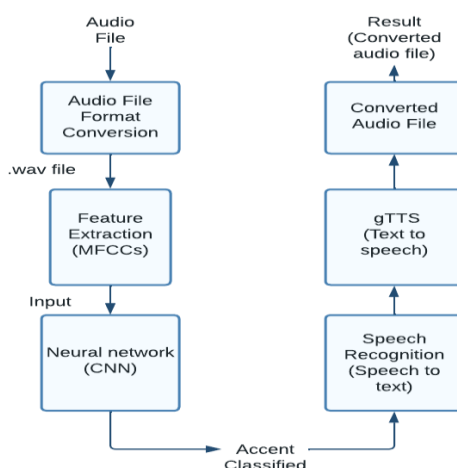 Audio
File
Audio File
Format
Conversion
.wav file
Feature
Extraction
(MFCCs)
Input
Neural network
(CNN)
Accent
Classified
Speech
Recognition
(Speech to
text)
gTTS
(Text to
speech)
Converted
Audio File
Result
(Converted
audio file)